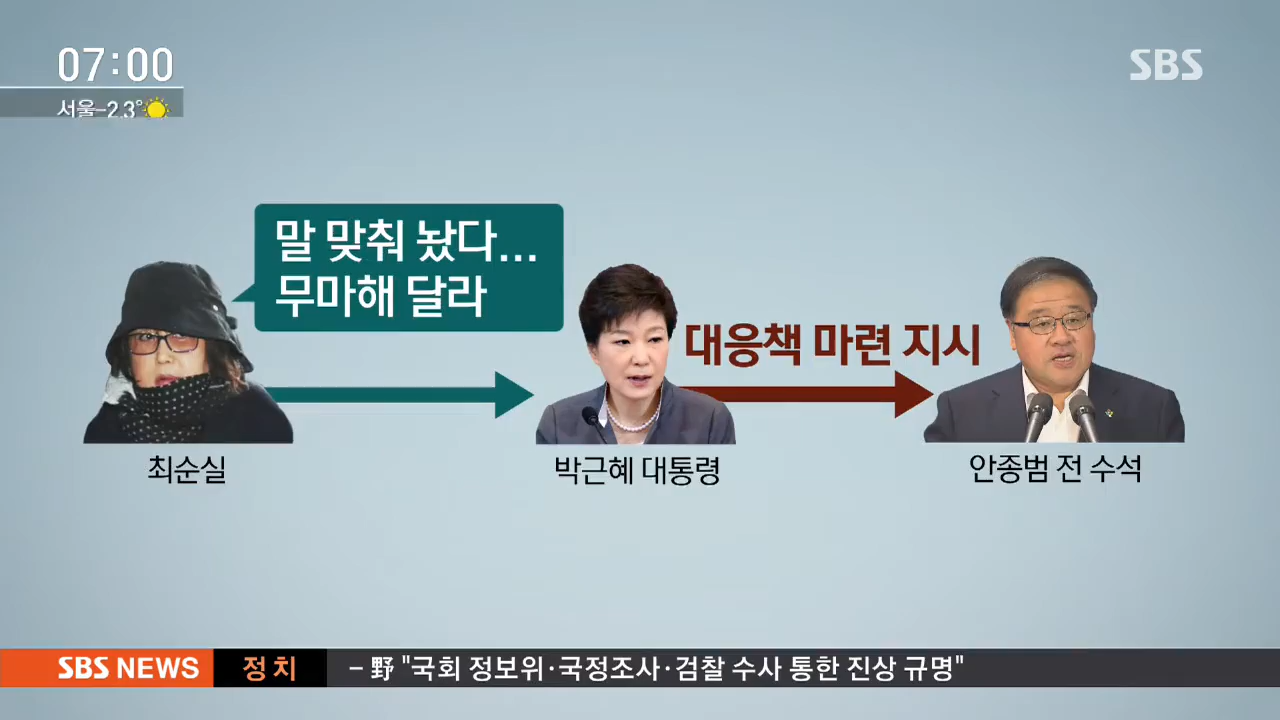 07:00
SBS
서울-2.3°
말 맞춰 놨다...
무마해 달라
대응책 마련 지시
최순실
박근혜 대통령
안종범 전 수석
SBS NEWS 정치 - 野 "국회 정보위·국정조사·검찰 수사 통한 진상 규명"